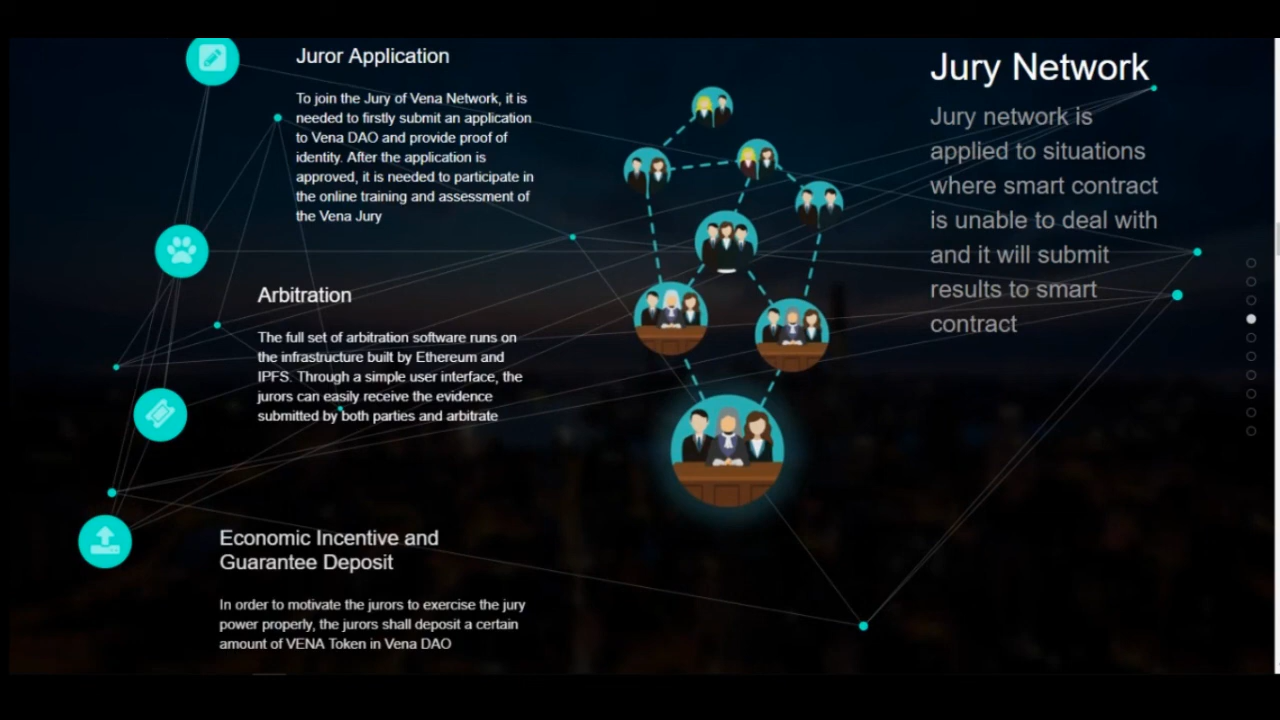 Juror Application
To join the Jury of Vena Network, it is
needed to firstly submit an application
to Vena DAO and provide proof of
identity. After the application is
approved, it is needed to participate in
the online training and assessment of
the Vena Jury
Arbitration
The full set of arbitration software runs on
the infrastructure built by Ethereum and
IPFS. Through a simple user interface, the
jurors can easily receive the evidence
submitted by both parties and arbitrate
Economic Incentive and
Guarantee Deposit
In order to motivate the jurors to exercise the jury
power properly, the jurors shall deposit a certain
amount of VENA Token in Vena DAO
Jury Network
Jury network is
applied to situations
where smart contract
is unable to deal with
and it will submit
results to smart
contract